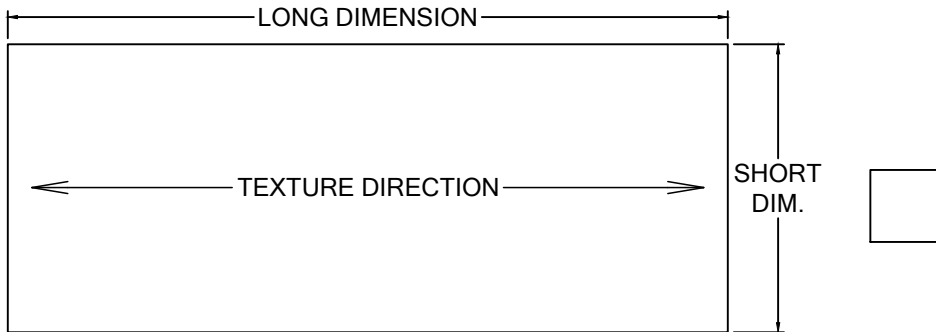 LONG DIMENSION
TEXTURE DIRECTION
SHORT
DIM.